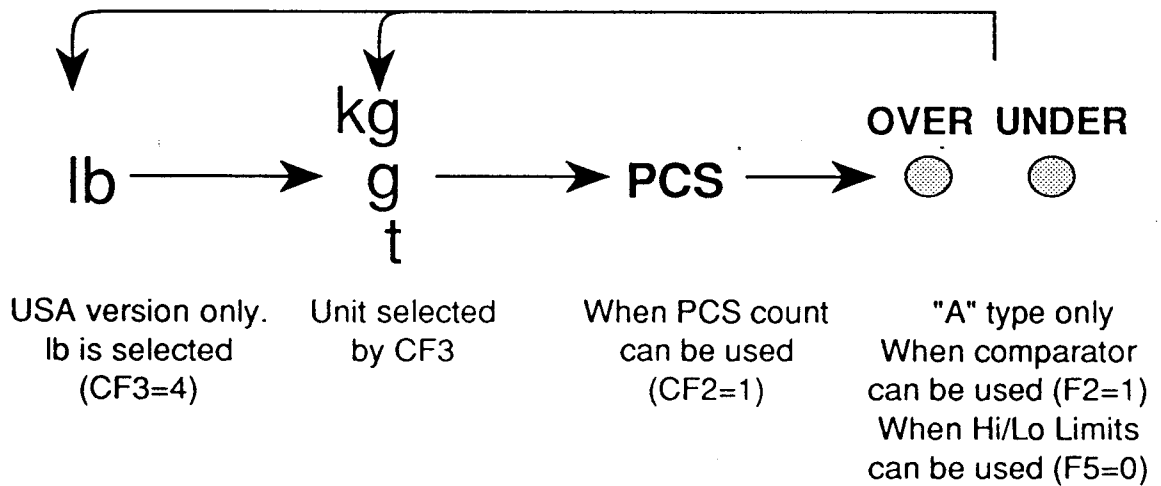 kg
OVER UNDER
lb
g
PCS
t
USA version only.
lb is selected
(CF3=4)
Unit selected
by CF3
When PCS count
can be used
(CF2=1)
"A" type only
When comparator
can be used (F2=1)
When Hi/Lo Limits
can be used (F5=0)